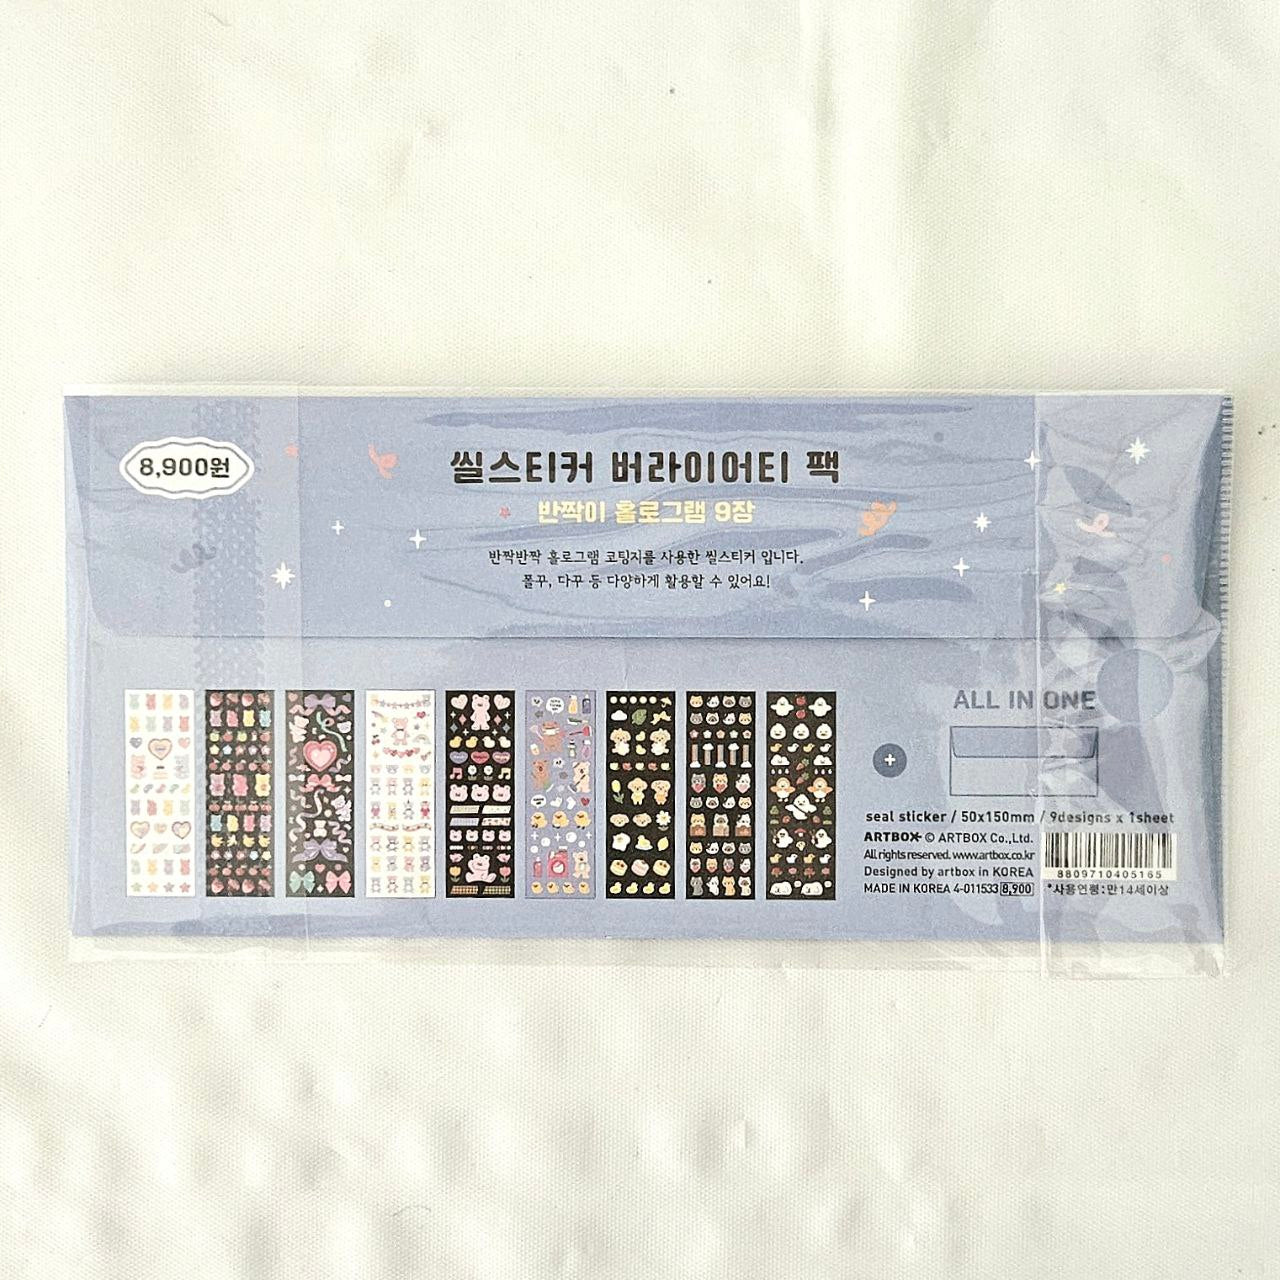 8,900원
씰스티커 버라이어티 팩
반짝이 홀로그램 9장
반짝반짝 홀로그램 코팅지를 사용한 씰스티커 입니다.
폴꾸, 다꾸 등 다양하게 활용할 수 있어요!
ALL IN ONE
+
seal sticker / 50x150mm / 9designs x 1sheet
ARTBOX © ARTBOX Co.,Ltd.
All rights reserved. www.artbox.co.kr
Designed by artbox in KOREA
MADE IN KOREA 4-011533 8,900
8809710405165
*사용연령:만14세이상